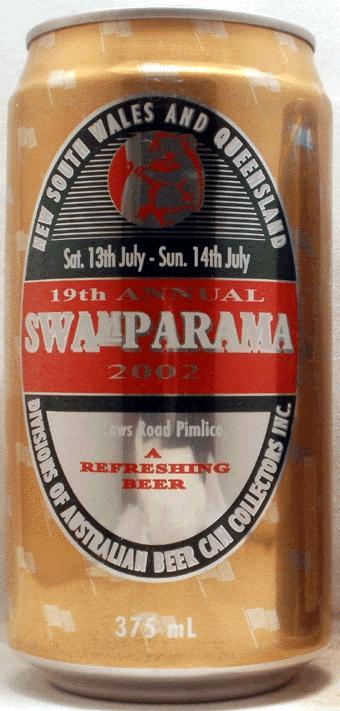 NEW SOUTH WALES AND QUEENSLAND
Sat. 13th July - Sun. 14th July
19th ANNUAL
SWAMPARAMA
2002
Laws Road Pimlico.
A
REFRESHING
BEER
DIVISIONS OF AUSTRALIAN BEER CAN COLLECTORS INC.
375 mL